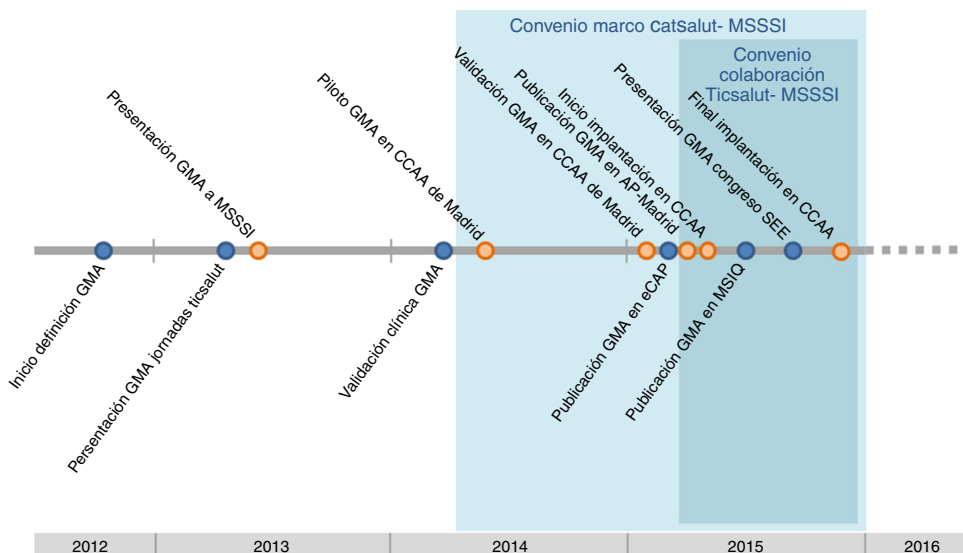 Convenio marco catsalut- MSSSI
Convenio
colaboración
Ticsalut- MSSSI
Presentación GMA a MSSSI
Piloto GMA en CCAA de Madrid
Validación GMA en CCAA de Madrid
Publicación GMA en AP-Madrid
Inicio implantación en CCAA
Presentación GMA congreso SEE
Final implantación en CCAA
Inicio definición GMA
Persentación GMA jornadas ticsalut
Validación clínica GMA
Publicación GMA en eCAP
Publicación GMA en MSIQ
2012
2013
2014
2015
2016